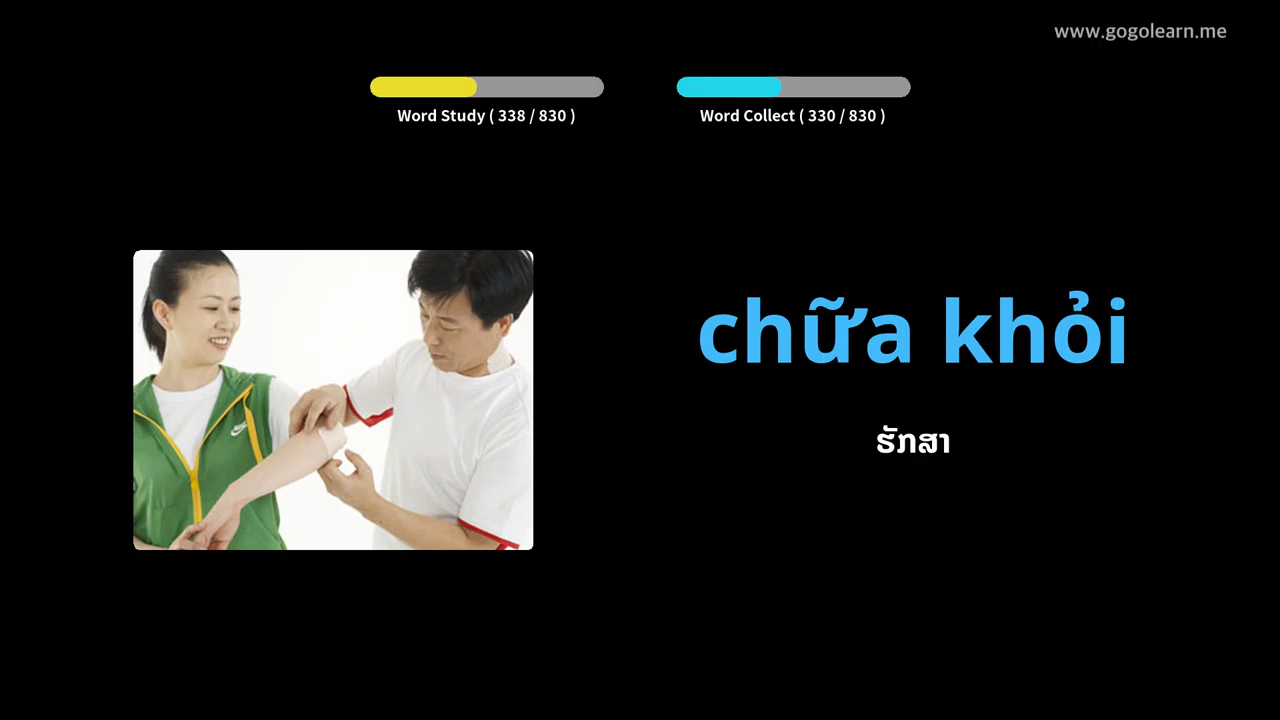 www.gogolearn.me
Word Study ( 338 / 830 )
Word Collect ( 330 / 830 )
chữa khỏi
ຮັກສາ